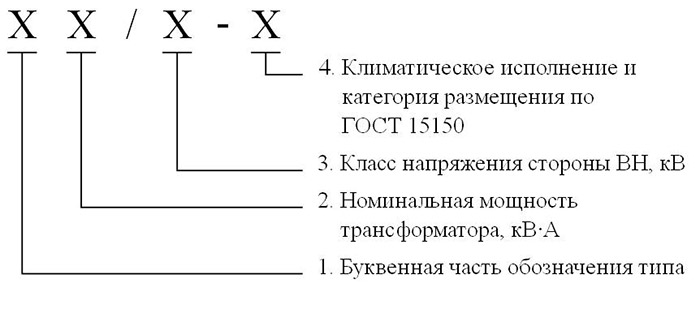 X X / X - X
4. Климатическое исполнение и
категория размещения по
ГОСТ 15150
3. Класс напряжения стороны ВН, кВ
2. Номинальная мощность
трансформатора, кВ·А
1. Буквенная часть обозначения типа